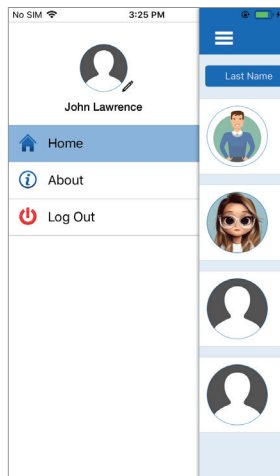 No SIM 3:25 PM
Last Name
John Lawrence
Home
About
Log Out